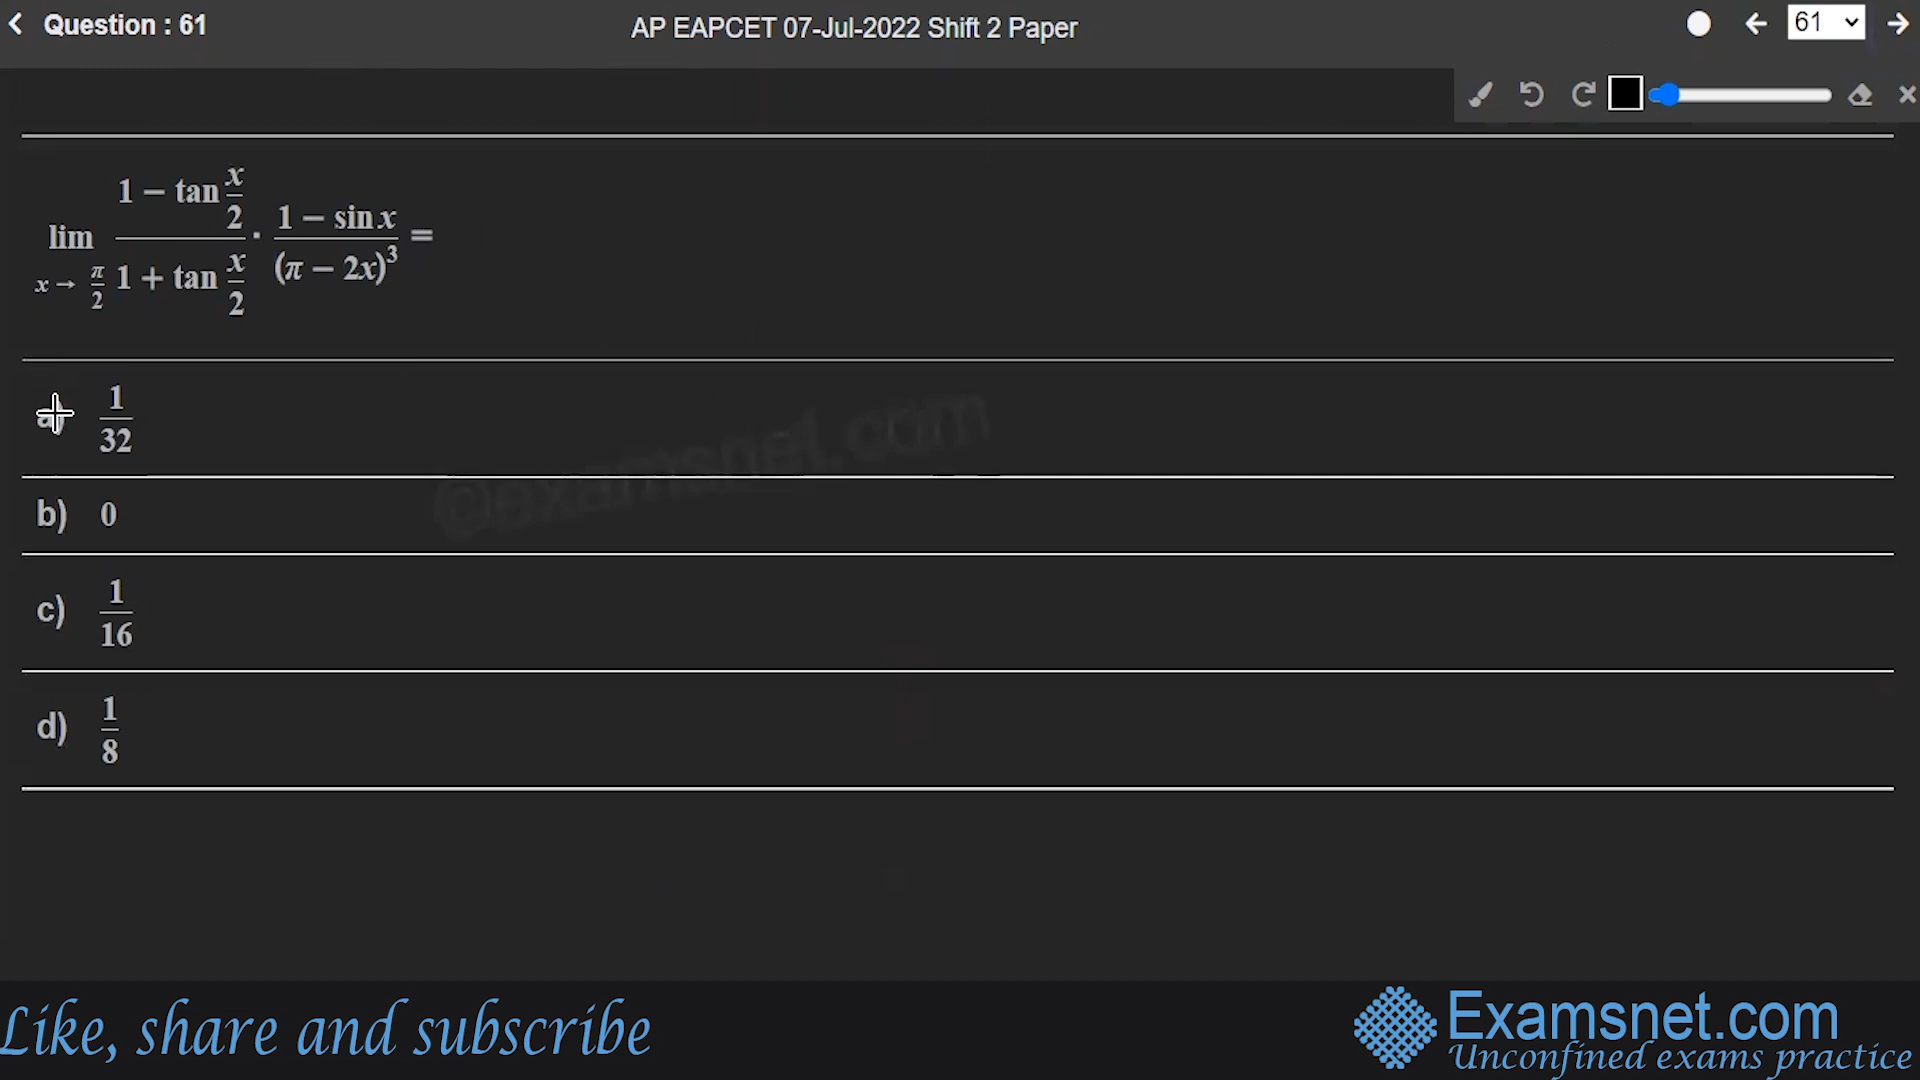 Question : 61
AP EAPCET 07-Jul-2022 Shift 2 Paper
61
lim x→π/2 (1 − tan x/2)/(1 + tan x/2) · (1 − sin x)/(π − 2x)³ =
a) 1/32
©examsnet.com
b) 0
c) 1/16
d) 1/8
Like, share and subscribe
Examsnet.com
Unconfined exams practice